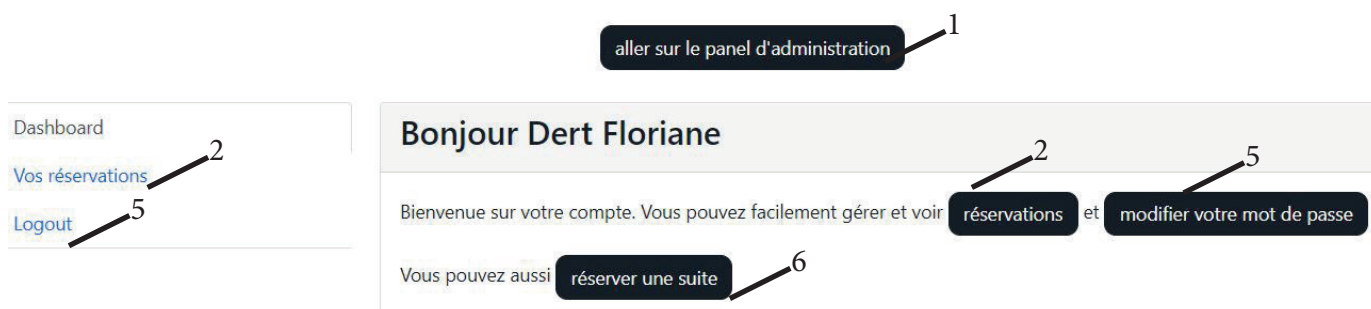 1
aller sur le panel d'administration
Dashboard
2
Vos réservations
5
Logout
Bonjour Dert Floriane
2
5
Bienvenue sur votre compte. Vous pouvez facilement gérer et voir réservations et modifier votre mot de passe
6
Vous pouvez aussi réserver une suite